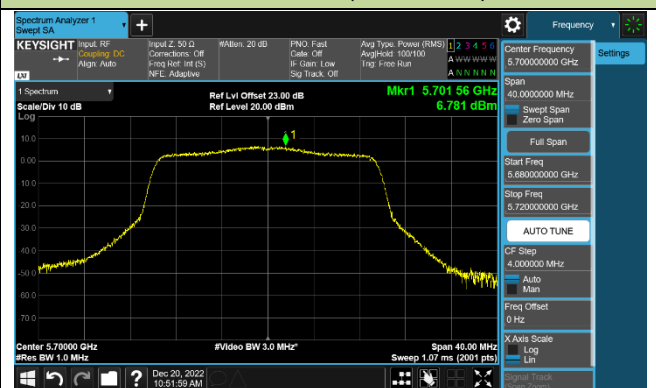 Spectrum Analyzer 1
Swept SA
Frequency
KEYSIGHT
Input: RF
Coupling: DC
Align: Auto
Input Z: 50 Ω
Corrections: Off
Freq Ref: Int (S)
NFE: Adaptive
#Atten: 20 dB
PNO: Fast
Gate: Off
IF Gain: Low
Sig Track: Off
Avg Type: Power (RMS)
Avg|Hold: 100/100
Trig: Free Run
1 2 3 4 5 6
A W W W W W
A N N N N N
LXI
1 Spectrum
Scale/Div 10 dB
Log
Ref Lvl Offset 23.00 dB
Ref Level 20.00 dBm
Mkr1 5.701 56 GHz
6.781 dBm
1
10.0
0.00
-10.0
-20.0
-30.0
-40.0
-50.0
-60.0
-70.0
Center 5.70000 GHz
#Res BW 1.0 MHz
#Video BW 3.0 MHz*
Span 40.00 MHz
Sweep 1.07 ms (2001 pts)
Dec 20, 2022
10:51:59 AM
Center Frequency
5.700000000 GHz
Settings
Span
40.0000000 MHz
Swept Span
Zero Span
Full Span
Start Freq
5.680000000 GHz
Stop Freq
5.720000000 GHz
AUTO TUNE
CF Step
4.000000 MHz
Auto
Man
Freq Offset
0 Hz
X Axis Scale
Log
Lin
Signal Track
(Span Zoom)